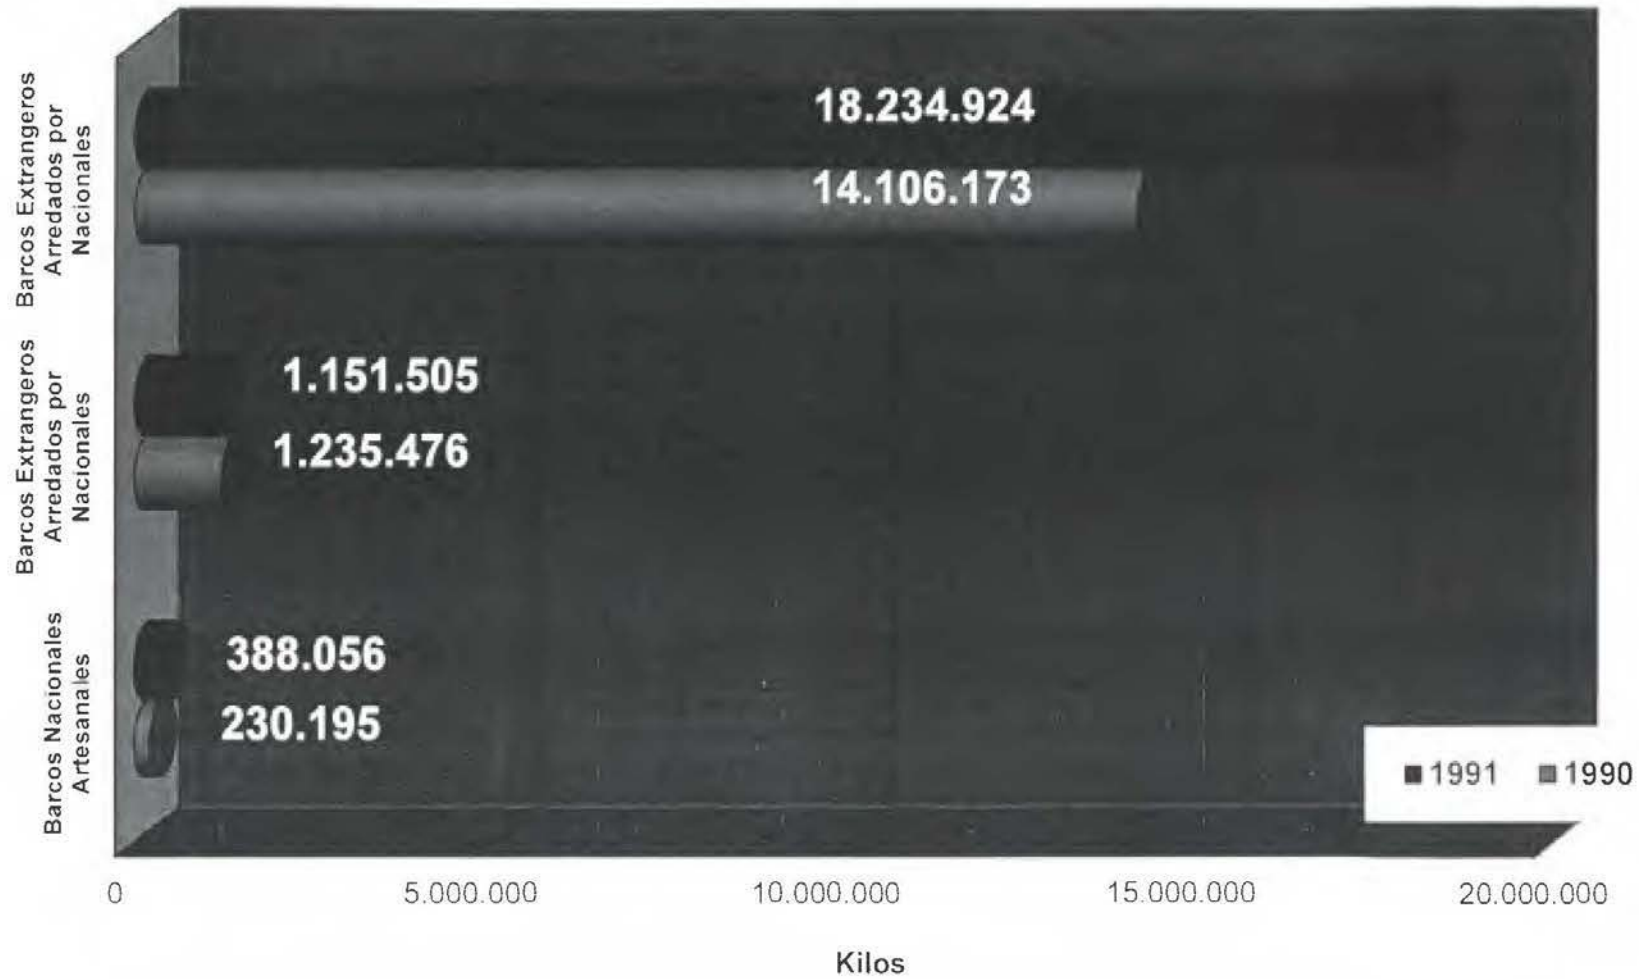 Barcos Extrangeros
Arredados por
Nacionales
18.234.924
14.106.173
Barcos Extrangeros
Arredados por
Nacionales
1.151.505
1.235.476
Barcos Nacionales
Artesanales
388.056
230.195
1991 1990
0 5.000.000 10.000.000 15.000.000 20.000.000
Kilos